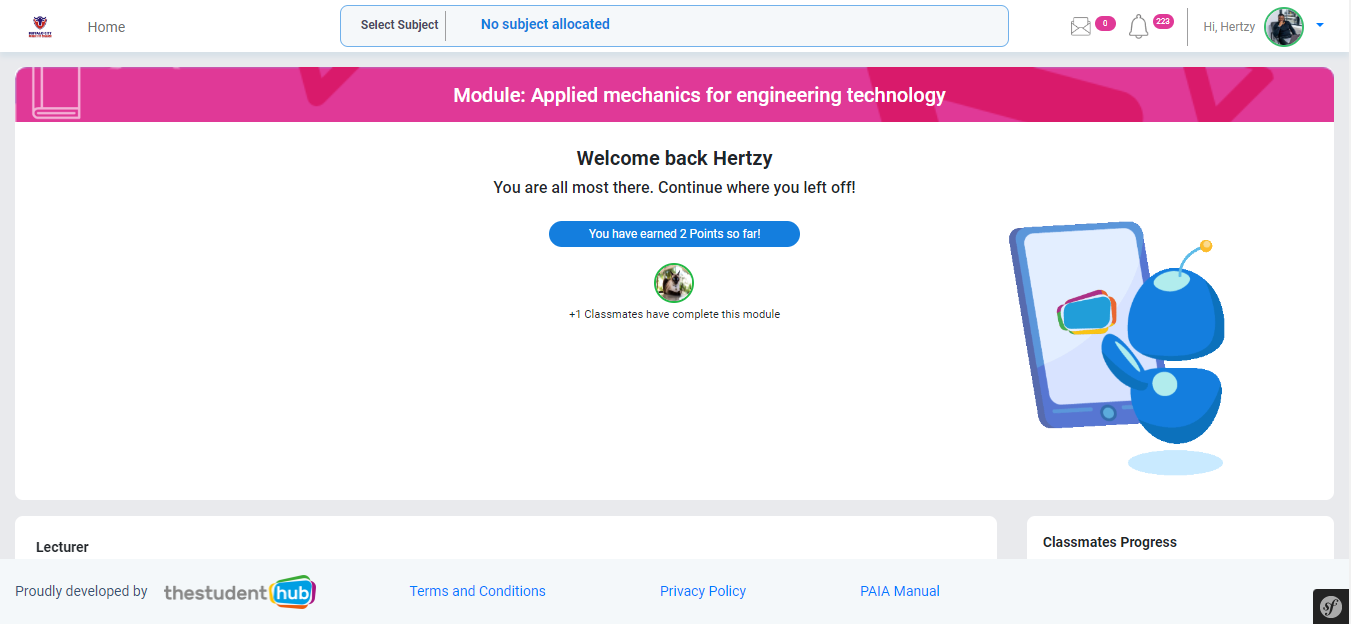 Home
Select Subject
No subject allocated
0
223
Hi, Hertzy
Module: Applied mechanics for engineering technology
Welcome back Hertzy
You are all most there. Continue where you left off!
You have earned 2 Points so far!
+1 Classmates have complete this module
Lecturer
Classmates Progress
Proudly developed by
thestudent hub
Terms and Conditions
Privacy Policy
PAIA Manual
sf